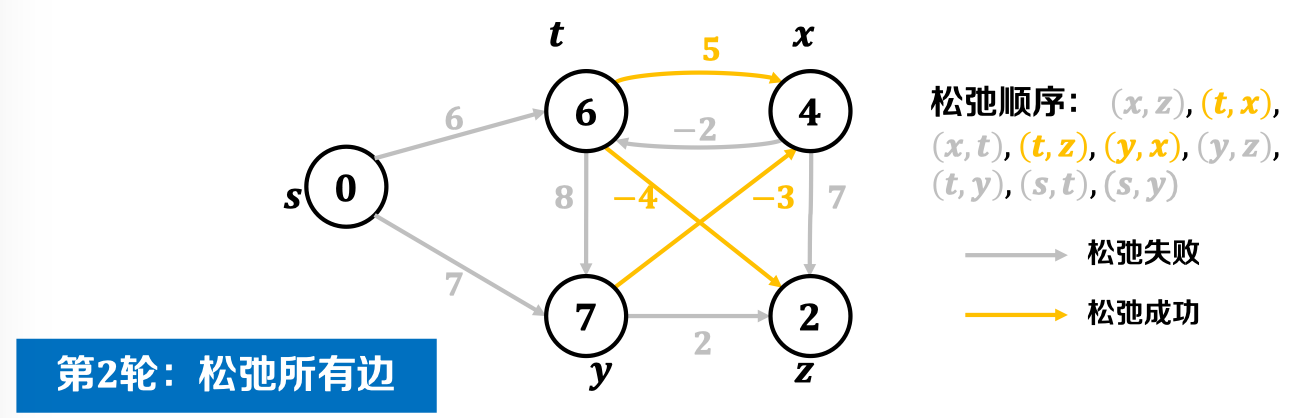 t
x
5
6
4
松弛顺序： (x, z), (t, x),
6
−2
(x, t), (t, z), (y, x), (y, z),
s
0
8
−4
−3
7
(t, y), (s, t), (s, y)
松弛失败
7
7
2
2
松弛成功
y
z
第2轮：松弛所有边